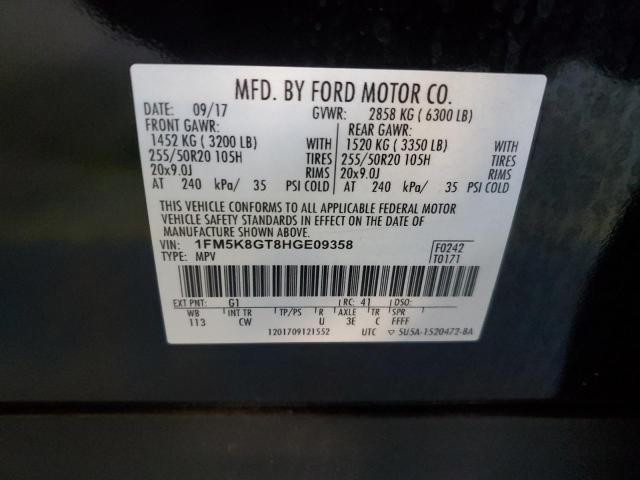 MFD. BY FORD MOTOR CO.
DATE: 09/17 GVWR: 2858 KG ( 6300 LB)
FRONT GAWR: REAR GAWR:
1452 KG ( 3200 LB) WITH 1520 KG ( 3350 LB) WITH
255/50R20 105H TIRES 255/50R20 105H TIRES
20x9.0J RIMS 20x9.0J RIMS
AT 240 kPa/ 35 PSI COLD AT 240 kPa/ 35 PSI COLD
THIS VEHICLE CONFORMS TO ALL APPLICABLE FEDERAL MOTOR
VEHICLE SAFETY STANDARDS IN EFFECT ON THE DATE OF
MANUFACTURE SHOWN ABOVE.
VIN: 1FM5K8GT8HGE09358 F0242
TYPE: MPV T0171
EXT PNT: G1 RC: 41 DSO:
WB INT TR TP/PS R AXLE TR SPR
113 CW U 3E C FFFF
1201709121552 UTC ▽ 5U5A-1520472-BA